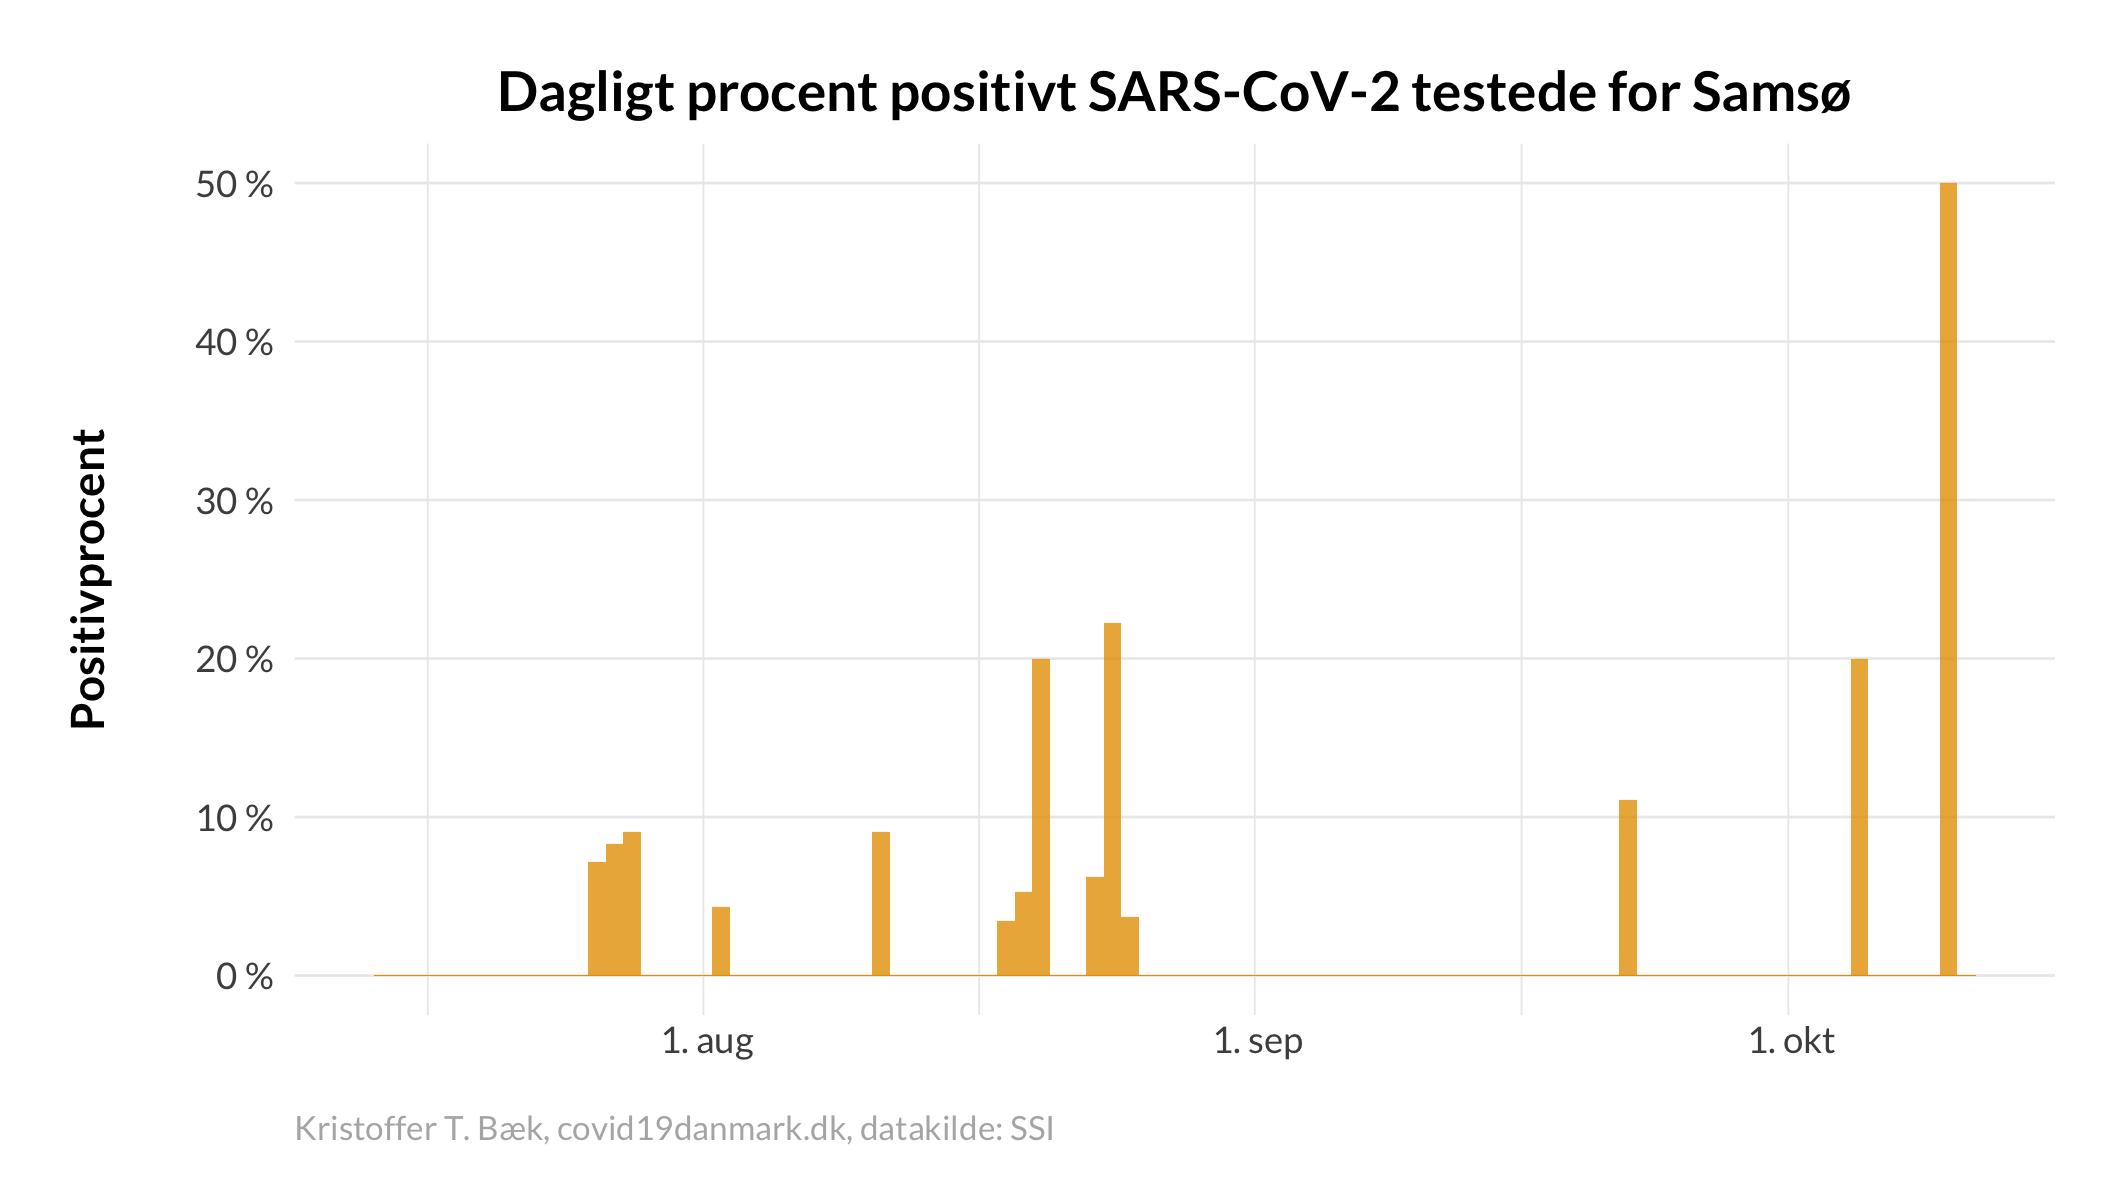 Dagligt procent positivt SARS-CoV-2 testede for Samsø
Positivprocent
50 %
40 %
30 %
20 %
10 %
0 %
1. aug
1. sep
1. okt
Kristoffer T. Bæk, covid19danmark.dk, datakilde: SSI